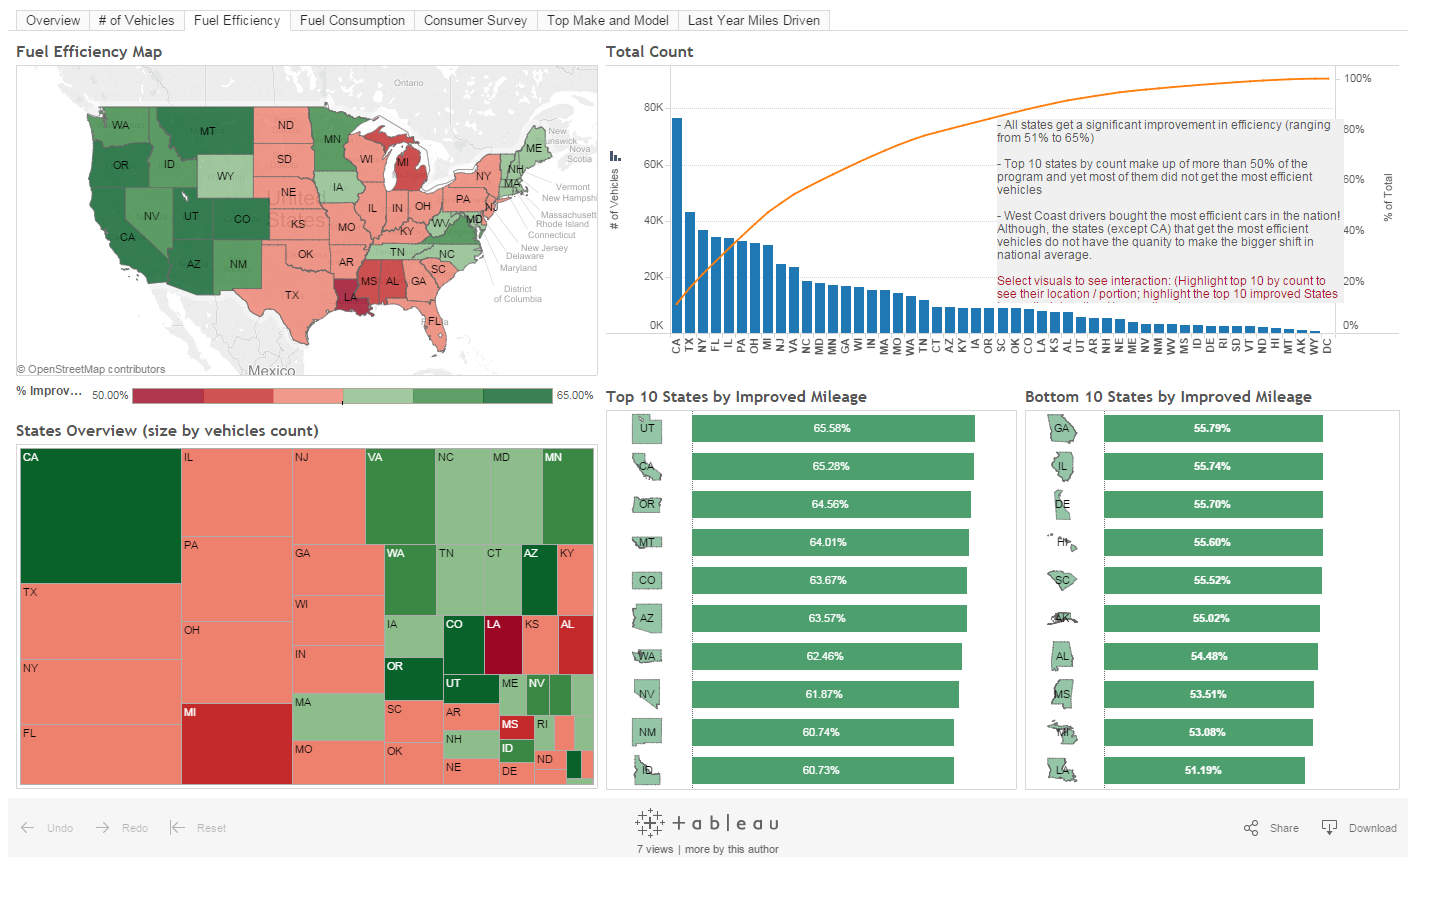 Overview
# of Vehicles
Fuel Efficiency
Fuel Consumption
Consumer Survey
Top Make and Model
Last Year Miles Driven
Fuel Efficiency Map
Ontario
WA
MT
ND
MN
OR
ID
WY
SD
WI
MI
ME
New
Nova
Scotia
NH
NY
MA
Vermont
New Hampsh
NE
IA
NV
UT
CO
IL
IN
OH
PA
NJ
United
States
Massachusett
Rhode Island
Connecticut
CA
KS
MO
KY
WV
MD
New Jersey
Delaware
Maryland
AZ
NM
OK
AR
TN
NC
SC
MS
AL
GA
District
of Columbia
TX
LA
FL
© OpenStreetMap contributors
Mexico
% Improv...
50.00%
65.00%
Total Count
# of Vehicles
80K
60K
40K
20K
0K
100%
80%
60%
40%
20%
0%
% of Total
- All states get a significant improvement in efficiency (ranging
from 51% to 65%)
- Top 10 states by count make up of more than 50% of the
program and yet most of them did not get the most efficient
vehicles
- West Coast drivers bought the most efficient cars in the nation!
Although, the states (except CA) that get the most efficient
vehicles do not have the quanity to make the bigger shift in
national average.
Select visuals to see interaction: (Highlight top 10 by count to
see their location / portion; highlight the top 10 improved States
CA TX NY FL IL PA OH MI NJ VA NC MD MN GA WI IN MA MO WA TN CT AZ KY IA OR SC OK CO LA KS AL UT AR NH NE ME NV NM WV MS ID DE RI SD VT ND HI MT AK WY DC
States Overview (size by vehicles count)
CA
IL
NJ
VA
NC
MD
MN
PA
GA
WA
TN
CT
AZ
KY
TX
WI
OH
IA
CO
LA
KS
AL
IN
NY
OR
UT
ME
NV
MA
SC
AR
MI
MS
RI
FL
NH
MO
OK
ID
ND
NE
DE
Top 10 States by Improved Mileage
UT 65.58%
CA 65.28%
OR 64.56%
MT 64.01%
CO 63.67%
AZ 63.57%
WA 62.46%
NV 61.87%
NM 60.74%
ID 60.73%
Bottom 10 States by Improved Mileage
GA 55.79%
IL 55.74%
DE 55.70%
HI 55.60%
SC 55.52%
AK 55.02%
AL 54.48%
MS 53.51%
MI 53.08%
LA 51.19%
Undo
Redo
Reset
tableau
7 views | more by this author
Share
Download